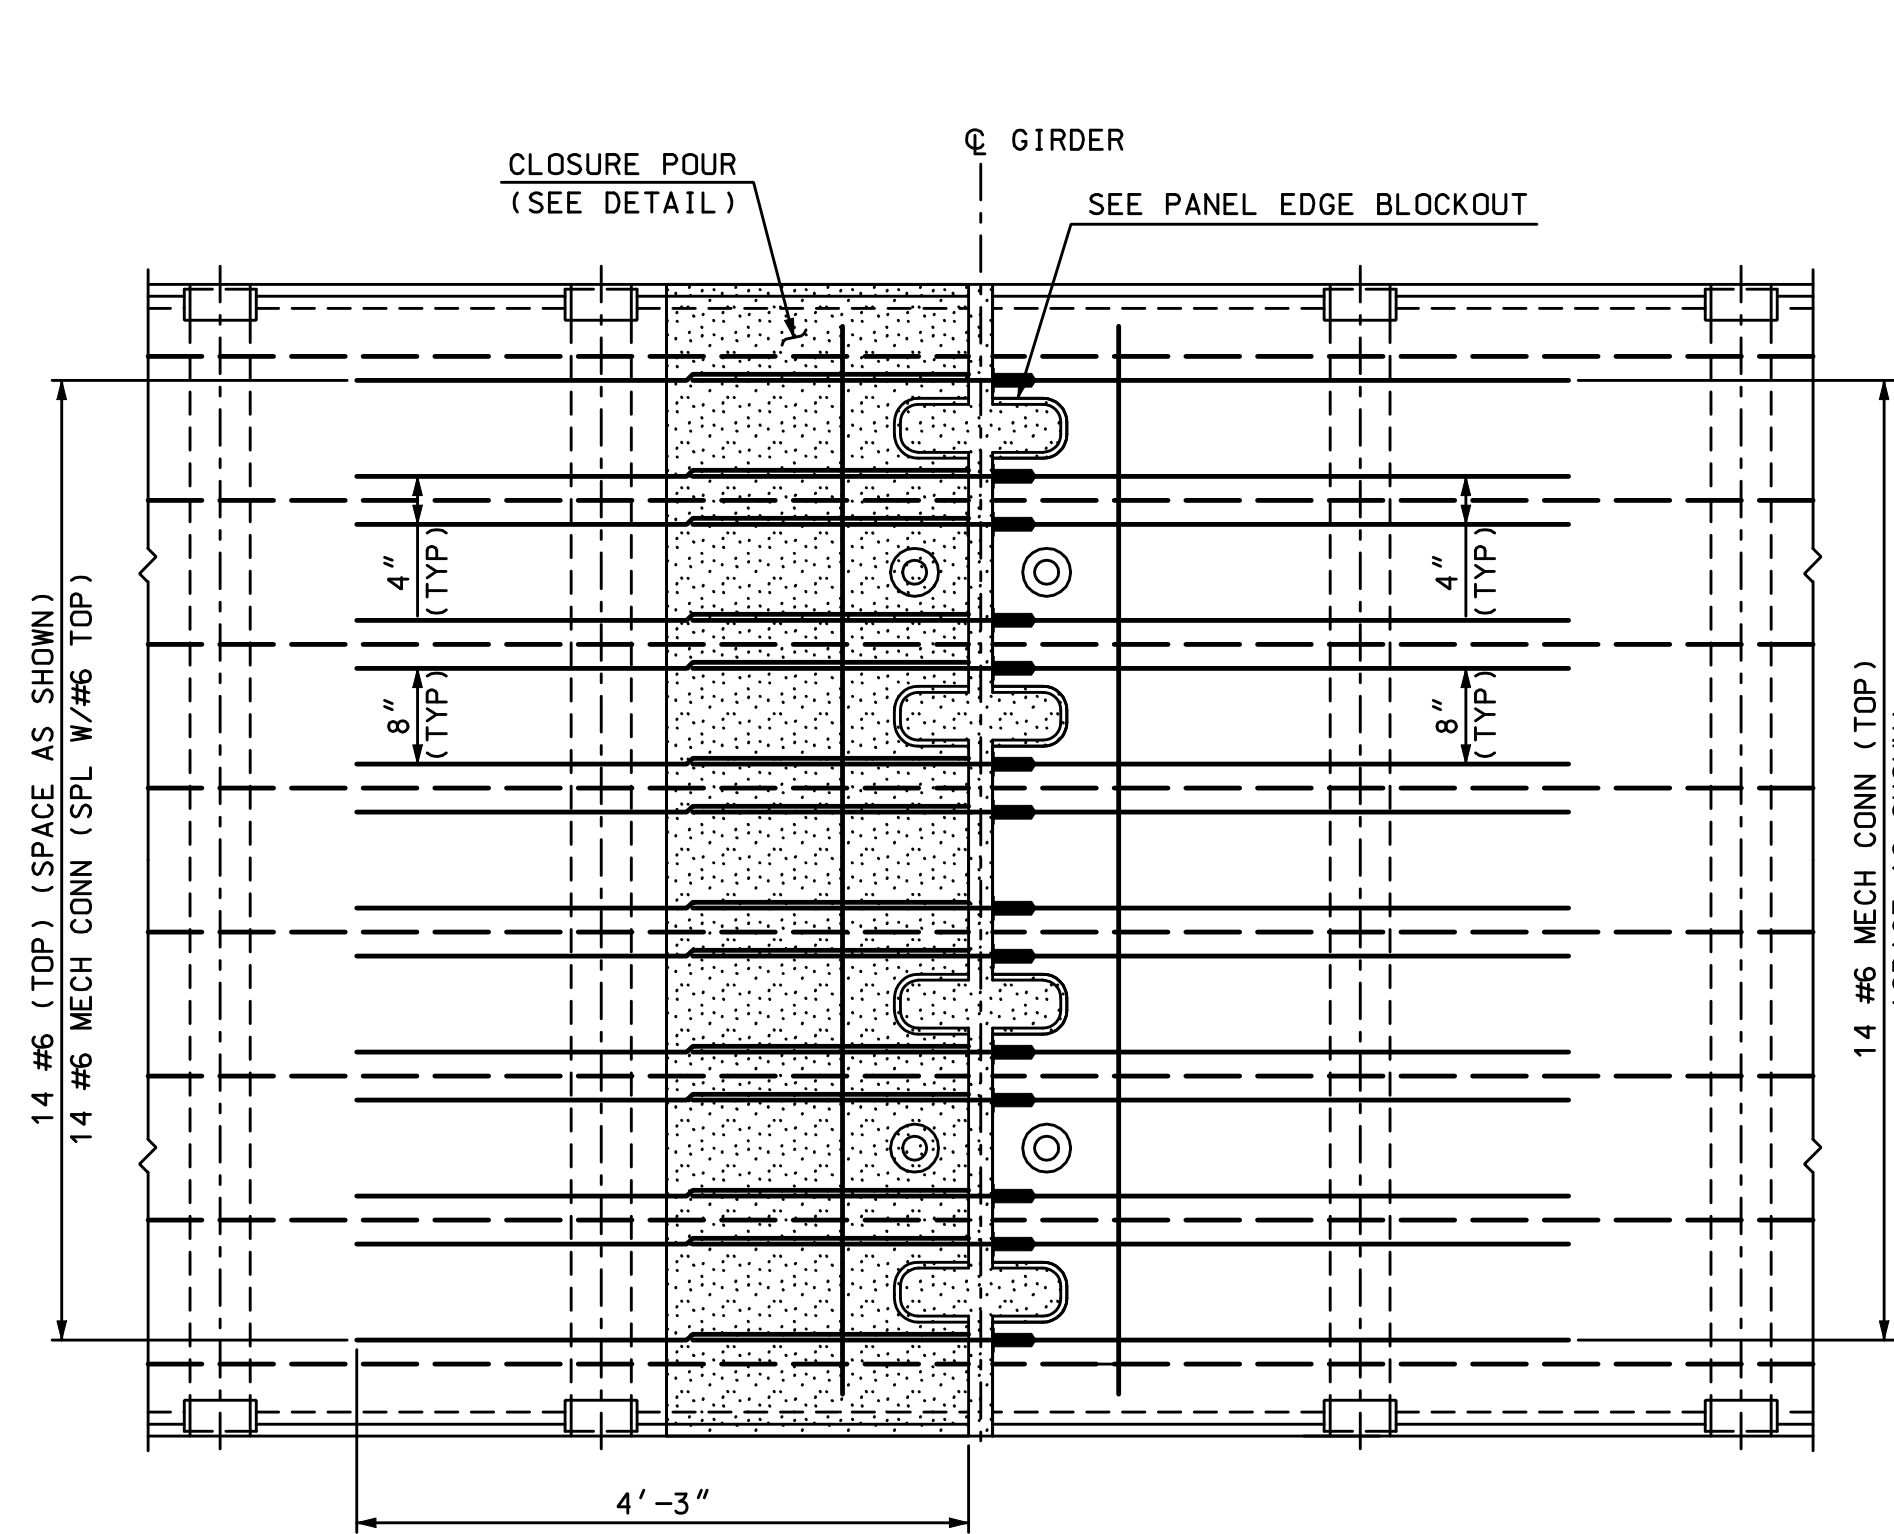 ℄ GIRDER
CLOSURE POUR
(SEE DETAIL)
SEE PANEL EDGE BLOCKOUT
14 #6 (TOP) (SPACE AS SHOWN)
14 #6 MECH CONN (SPL W/#6 TOP)
4"
(TYP)
8"
(TYP)
4"
(TYP)
8"
(TYP)
14 #6 MECH CONN (TOP)
4'-3"